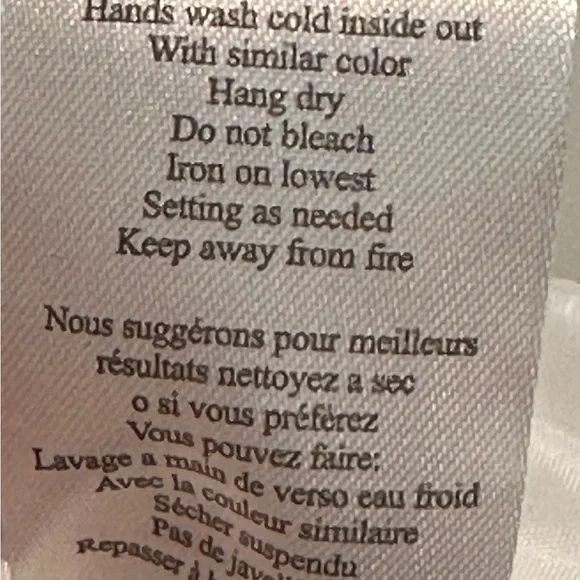 Hands wash cold inside out
With similar color
Hang dry
Do not bleach
Iron on lowest
Setting as needed
Keep away from fire
Nous suggérons pour meilleurs
résultats nettoyez a sec
o si vous préférez
Vous pouvez faire:
Lavage a main de verso eau froid
Avec la couleur similaire
Sécher suspendu
Pas de
Repasser à